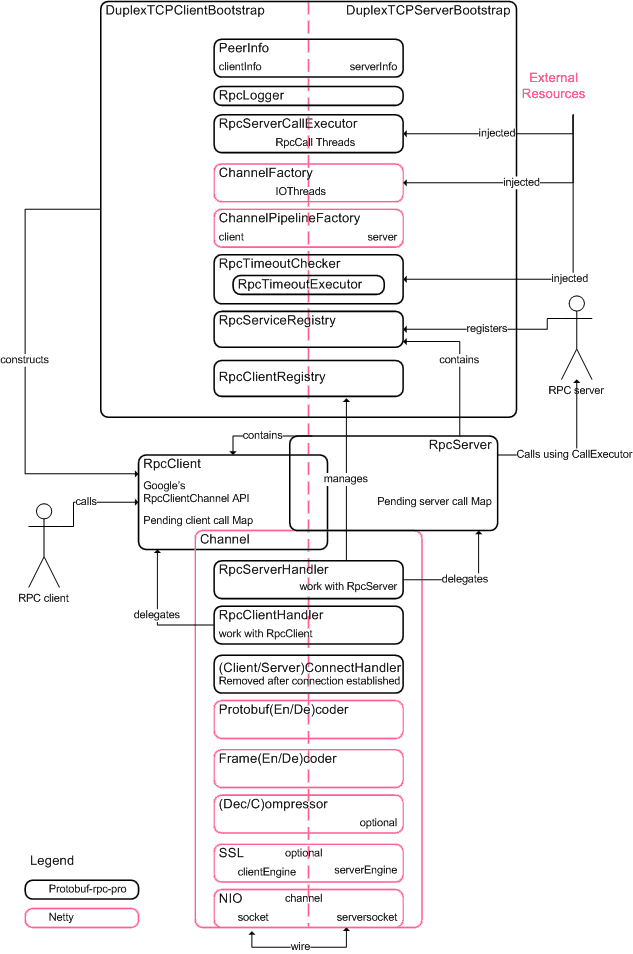 DuplexTCPClientBootstrap
DuplexTCPServerBootstrap
PeerInfo
clientInfo
serverInfo
External
Resources
RpcLogger
RpcServerCallExecutor
RpcCall Threads
injected
ChannelFactory
IOThreads
injected
ChannelPipelineFactory
client
server
RpcTimeoutChecker
RpcTimeoutExecutor
injected
RpcServiceRegistry
registers
constructs
contains
RpcClientRegistry
RPC server
contains
RpcServer
Calls using CallExecutor
RpcClient
Google's
RpcClientChannel API
manages
calls
Pending server call Map
Pending client call Map
Channel
RpcServerHandler
work with RpcServer
delegates
RPC client
RpcClientHandler
delegates
work with RpcClient
(Client/Server)ConnectHandler
Removed after connection established
Protobuf(En/De)coder
Frame(En/De)coder
(Dec/C)ompressor
optional
SSL
optional
clientEngine
serverEngine
Legend
Protobuf-rpc-pro
Netty
NIO
channel
socket
serversocket
wire